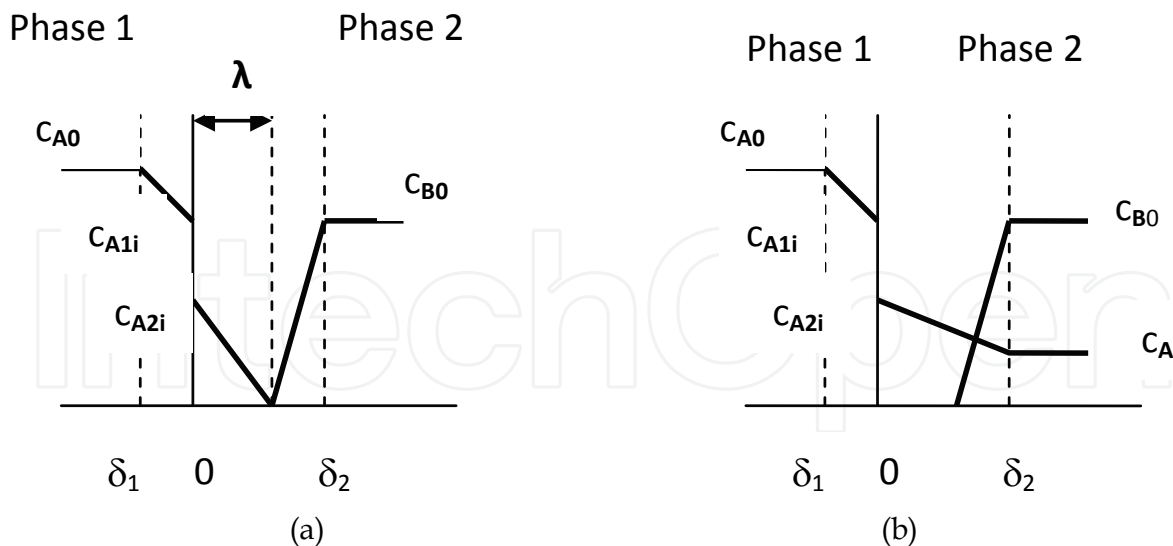 Phase 1
Phase 2
λ
C_A0
C_B0
C_A1i
C_A2i
δ₁ 0 δ₂
(a)
Phase 1
Phase 2
C_A0
C_B0
C_A1i
C_A2i
C_A
δ₁ 0 δ₂
(b)
IntechOpen